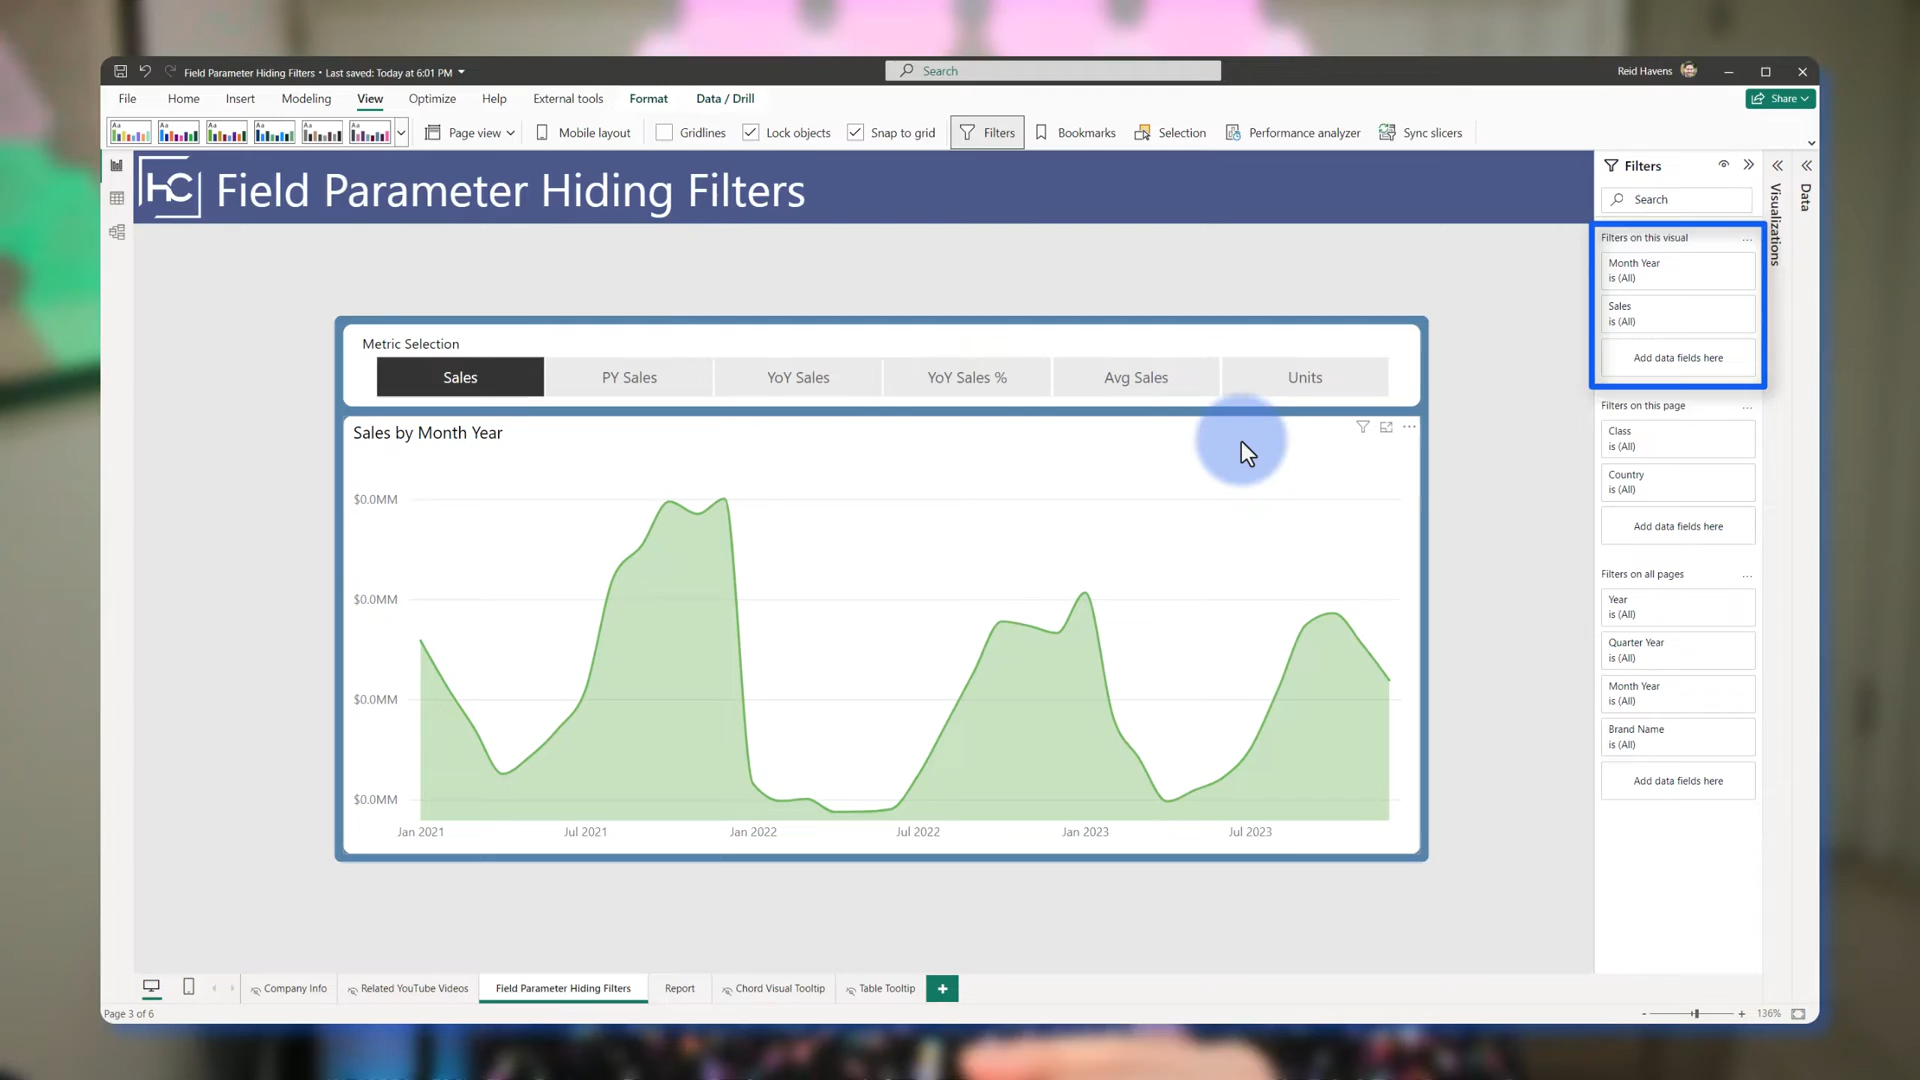 Field Parameter Hiding Filters • Last saved: Today at 6:01 PM
Search
Reid Havens
File
Home
Insert
Modeling
View
Optimize
Help
External tools
Format
Data / Drill
Share
Aa
Aa
Aa
Aa
Aa
Aa
Page view
Mobile layout
Gridlines
Lock objects
Snap to grid
Filters
Bookmarks
Selection
Performance analyzer
Sync slicers
HC
Field Parameter Hiding Filters
Filters
Search
Filters on this visual
Month Year
is (All)
Sales
is (All)
Add data fields here
Filters on this page
Class
is (All)
Country
is (All)
Add data fields here
Filters on all pages
Year
is (All)
Quarter Year
is (All)
Month Year
is (All)
Brand Name
is (All)
Add data fields here
Visualizations
Data
Metric Selection
Sales
PY Sales
YoY Sales
YoY Sales %
Avg Sales
Units
Sales by Month Year
$0.0MM
$0.0MM
$0.0MM
$0.0MM
Jan 2021
Jul 2021
Jan 2022
Jul 2022
Jan 2023
Jul 2023
Company Info
Related YouTube Videos
Field Parameter Hiding Filters
Report
Chord Visual Tooltip
Table Tooltip
Page 3 of 6
136%